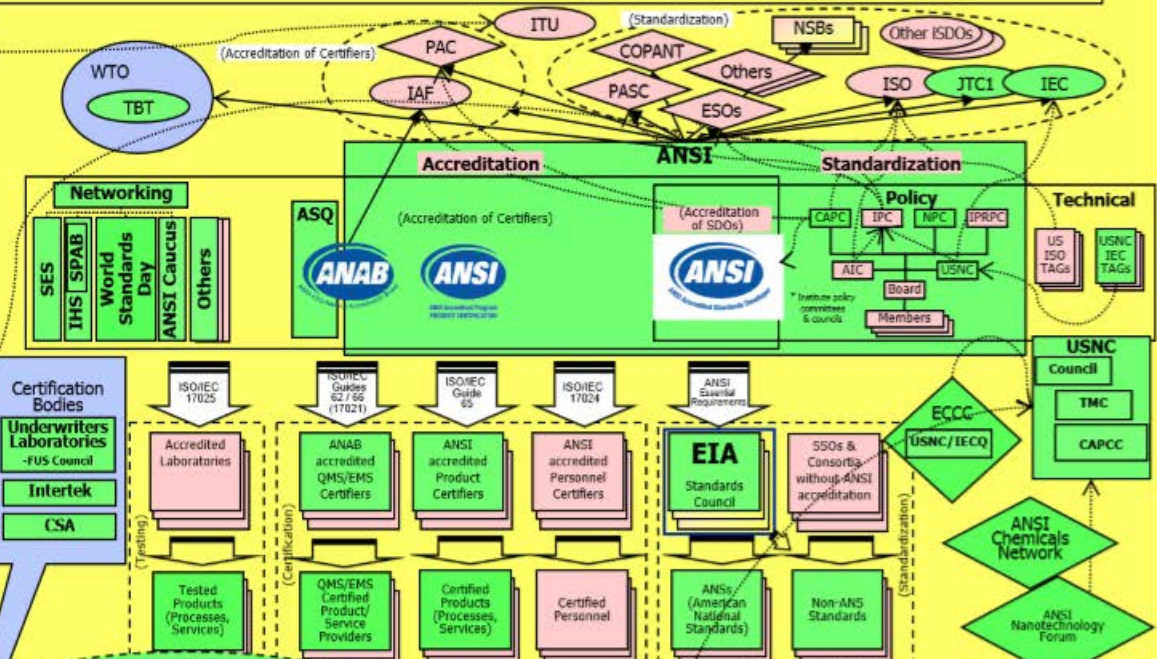 ITU
(Standardization)
NSBs
Other ISDOs
(Accreditation of Certifiers)
PAC
COPANT
Others
WTO
TBT
IAF
PASC
ESOs
ISO
JTC1
IEC
Accreditation
ANSI
Standardization
Networking
SES
IHS
SPAB
World
Standards
Day
ANSI Caucus
Others
ASQ
(Accreditation of Certifiers)
ANAB
ANSI
PRODUCT CERTIFICATION
(Accreditation
of SDOs)
ANSI
Policy
CAPC
IPC
NPC
IPRPC
AIC
USNC
Board
Members
* Institute policy
committees
& councils
Technical
US
ISO
TAGs
USNC
IEC
TAGs
USNC
Council
TMC
CAPCC
Certification
Bodies
Underwriters
Laboratories
-FUS Council
Intertek
CSA
ISO/IEC
17025
ISO/IEC
Guides
62 / 66
(17021)
ISO/IEC
Guide
65
ISO/IEC
17024
ANSI
Essential
Requirements
ECCC
USNC/IECQ
(Testing)
Accredited
Laboratories
(Certification)
ANAB
accredited
QMS/EMS
Certifiers
ANSI
accredited
Product
Certifiers
ANSI
accredited
Personnel
Certifiers
EIA
Standards
Council
SSOs &
Consortia
without ANSI
accreditation
(Standardization)
Tested
Products
(Processes,
Services)
QMS/EMS
Certified
Product/
Service
Providers
Certified
Products
(Processes,
Services)
Certified
Personnel
ANSs
(American
National
Standards)
Non-ANS
Standards
ANSI
Chemicals
Network
ANSI
Nanotechnology
Forum